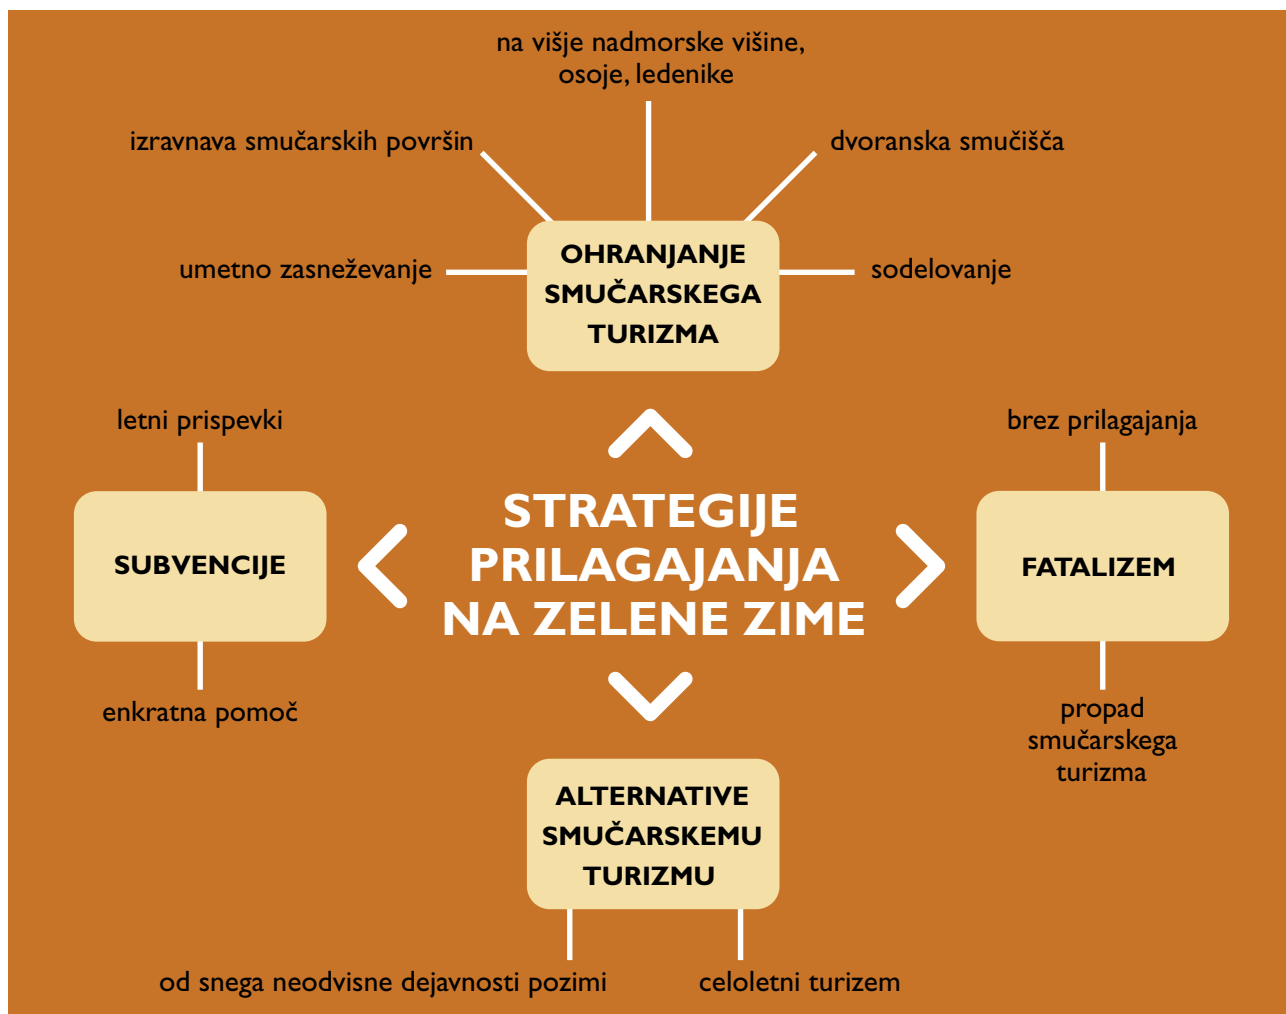 na višje nadmorske višine,
osoje, ledenike
izravnava smučarskih površin
dvoranska smučišča
umetno zasneževanje
OHRANJANJE
SMUČARSKEGA
TURIZMA
sodelovanje
letni prispevki
brez prilagajanja
SUBVENCIJE
STRATEGIJE
PRILAGAJANJA
NA ZELENE ZIME
FATALIZEM
enkratna pomoč
propad
smučarskega
turizma
ALTERNATIVE
SMUČARSKEMU
TURIZMU
od snega neodvisne dejavnosti pozimi
celoletni turizem